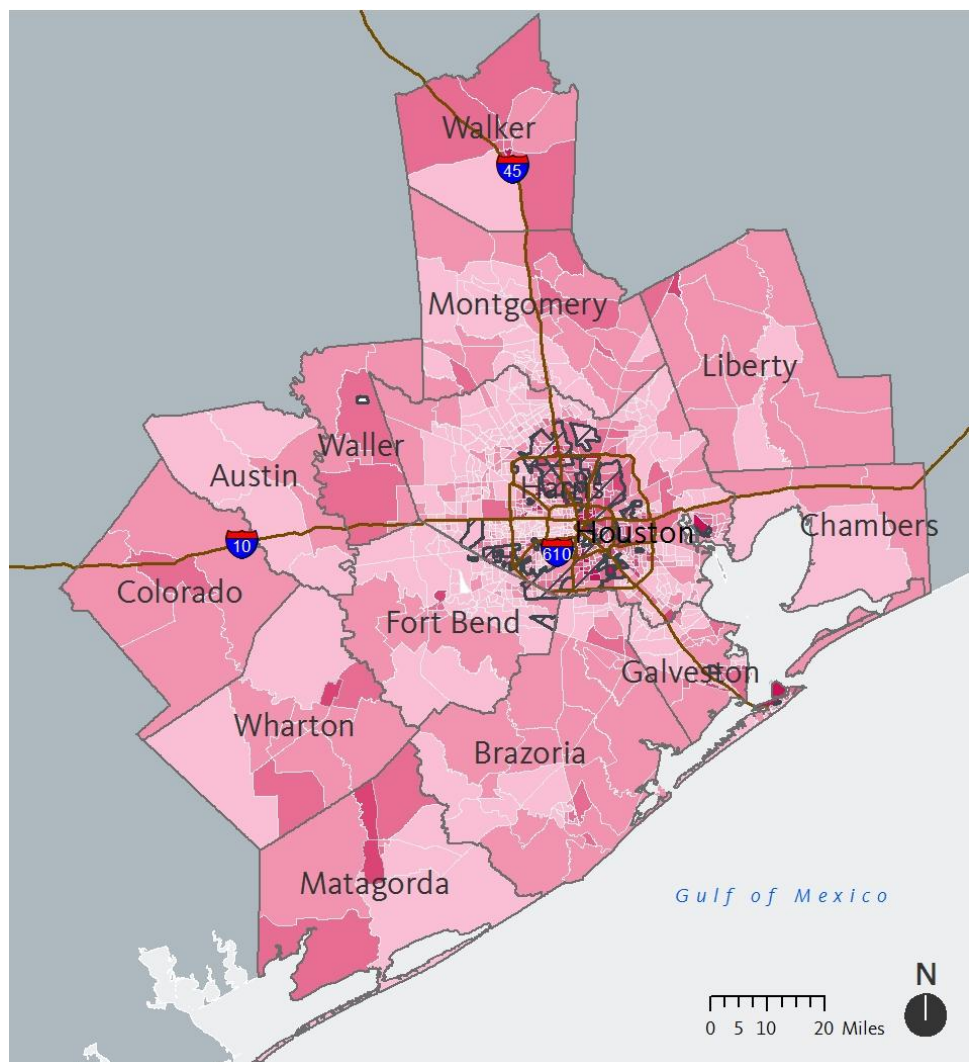 Walker
45
Montgomery
Liberty
Waller
Austin
Harris
Chambers
Houston
10
610
Colorado
Fort Bend
Galveston
Wharton
Brazoria
Matagorda
Gulf of Mexico
N
0 5 10 20 Miles